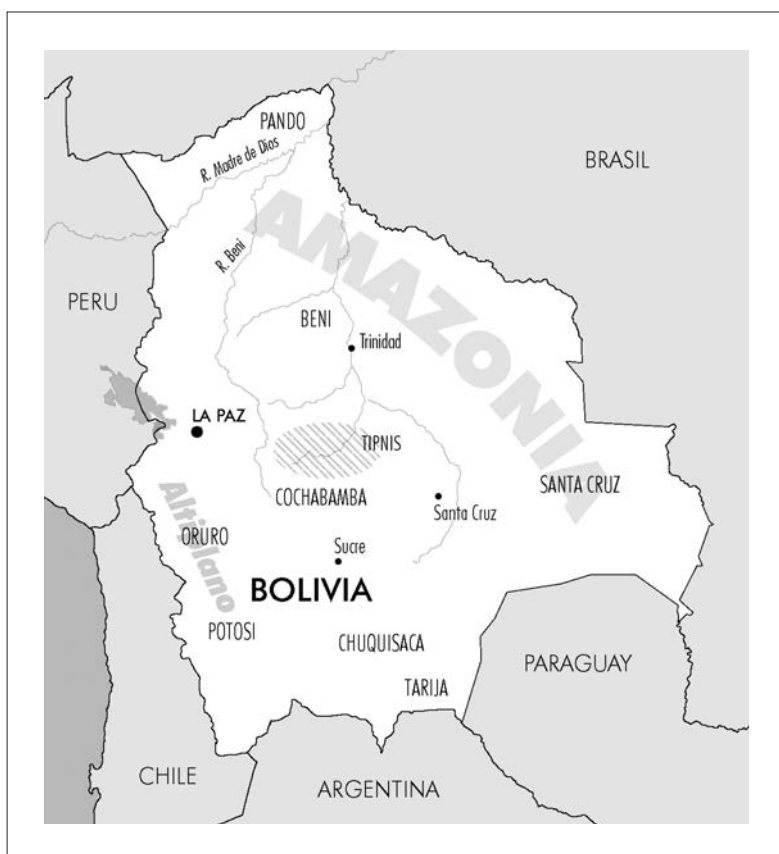 PANDO
R. Madre de Dios
BRASIL
AMAZONIA
R. Beni
PERU
BENI
Trinidad
LA PAZ
TIPNIS
SANTA CRUZ
COCHABAMBA
Santa Cruz
Altiplano
ORURO
Sucre
BOLIVIA
POTOSI
CHUQUISACA
PARAGUAY
TARIJA
CHILE
ARGENTINA